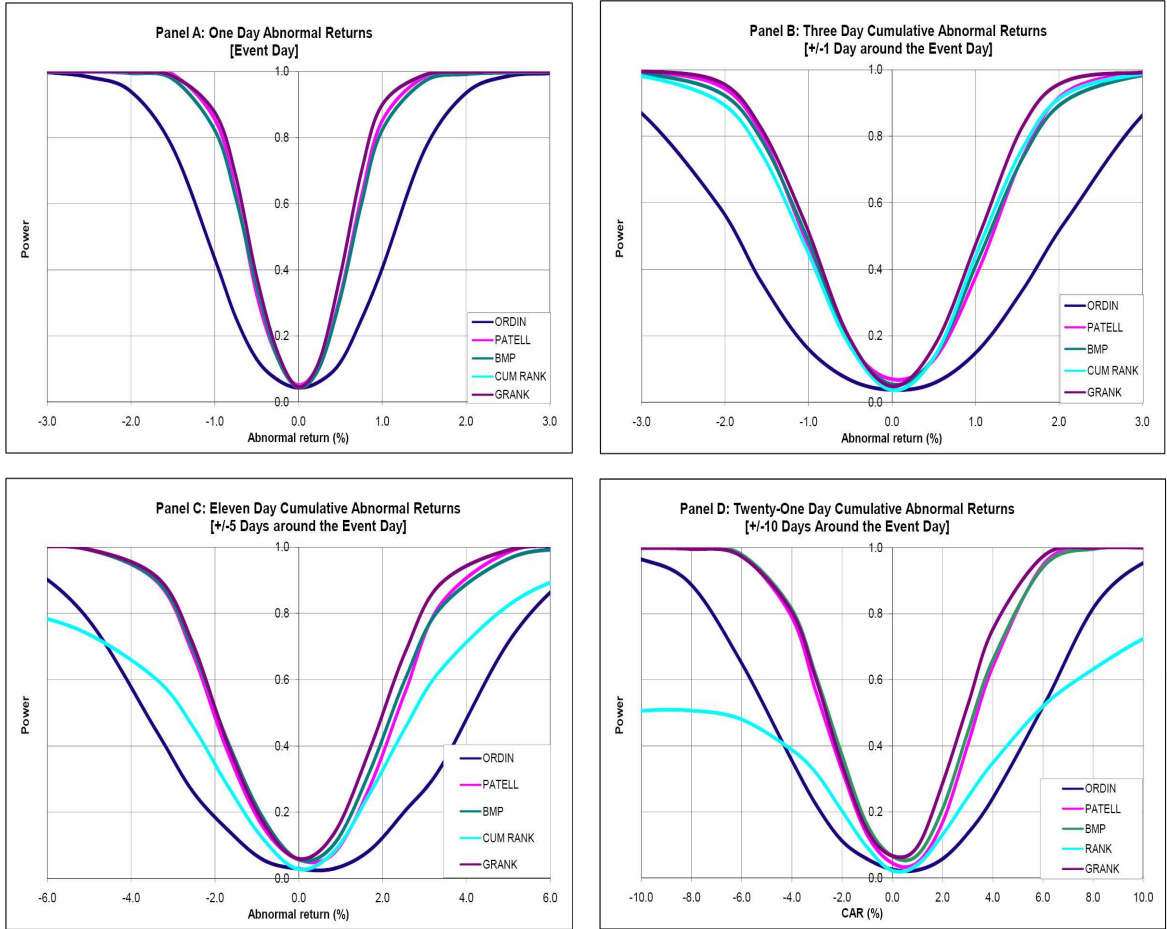 Panel A: One Day Abnormal Returns
[Event Day]
1.0
0.8
0.6
0.4
0.2
0.0
Power
-3.0 -2.0 -1.0 0.0 1.0 2.0 3.0
Abnormal return (%)
ORDIN
PATELL
BMP
CUM RANK
GRANK
Panel B: Three Day Cumulative Abnormal Returns
[+/-1 Day around the Event Day]
1.0
0.8
0.6
0.4
0.2
0.0
Power
-3.0 -2.0 -1.0 0.0 1.0 2.0 3.0
Abnormal return (%)
ORDIN
PATELL
BMP
CUM RANK
GRANK
Panel C: Eleven Day Cumulative Abnormal Returns
[+/-5 Days around the Event Day]
1.0
0.8
0.6
0.4
0.2
0.0
Power
-6.0 -4.0 -2.0 0.0 2.0 4.0 6.0
Abnormal return (%)
ORDIN
PATELL
BMP
CUM RANK
GRANK
Panel D: Twenty-One Day Cumulative Abnormal Returns
[+/-10 Days Around the Event Day]
1.0
0.8
0.6
0.4
0.2
0.0
Power
-10.0 -8.0 -6.0 -4.0 -2.0 0.0 2.0 4.0 6.0 8.0 10.0
CAR (%)
ORDIN
PATELL
BMP
RANK
GRANK